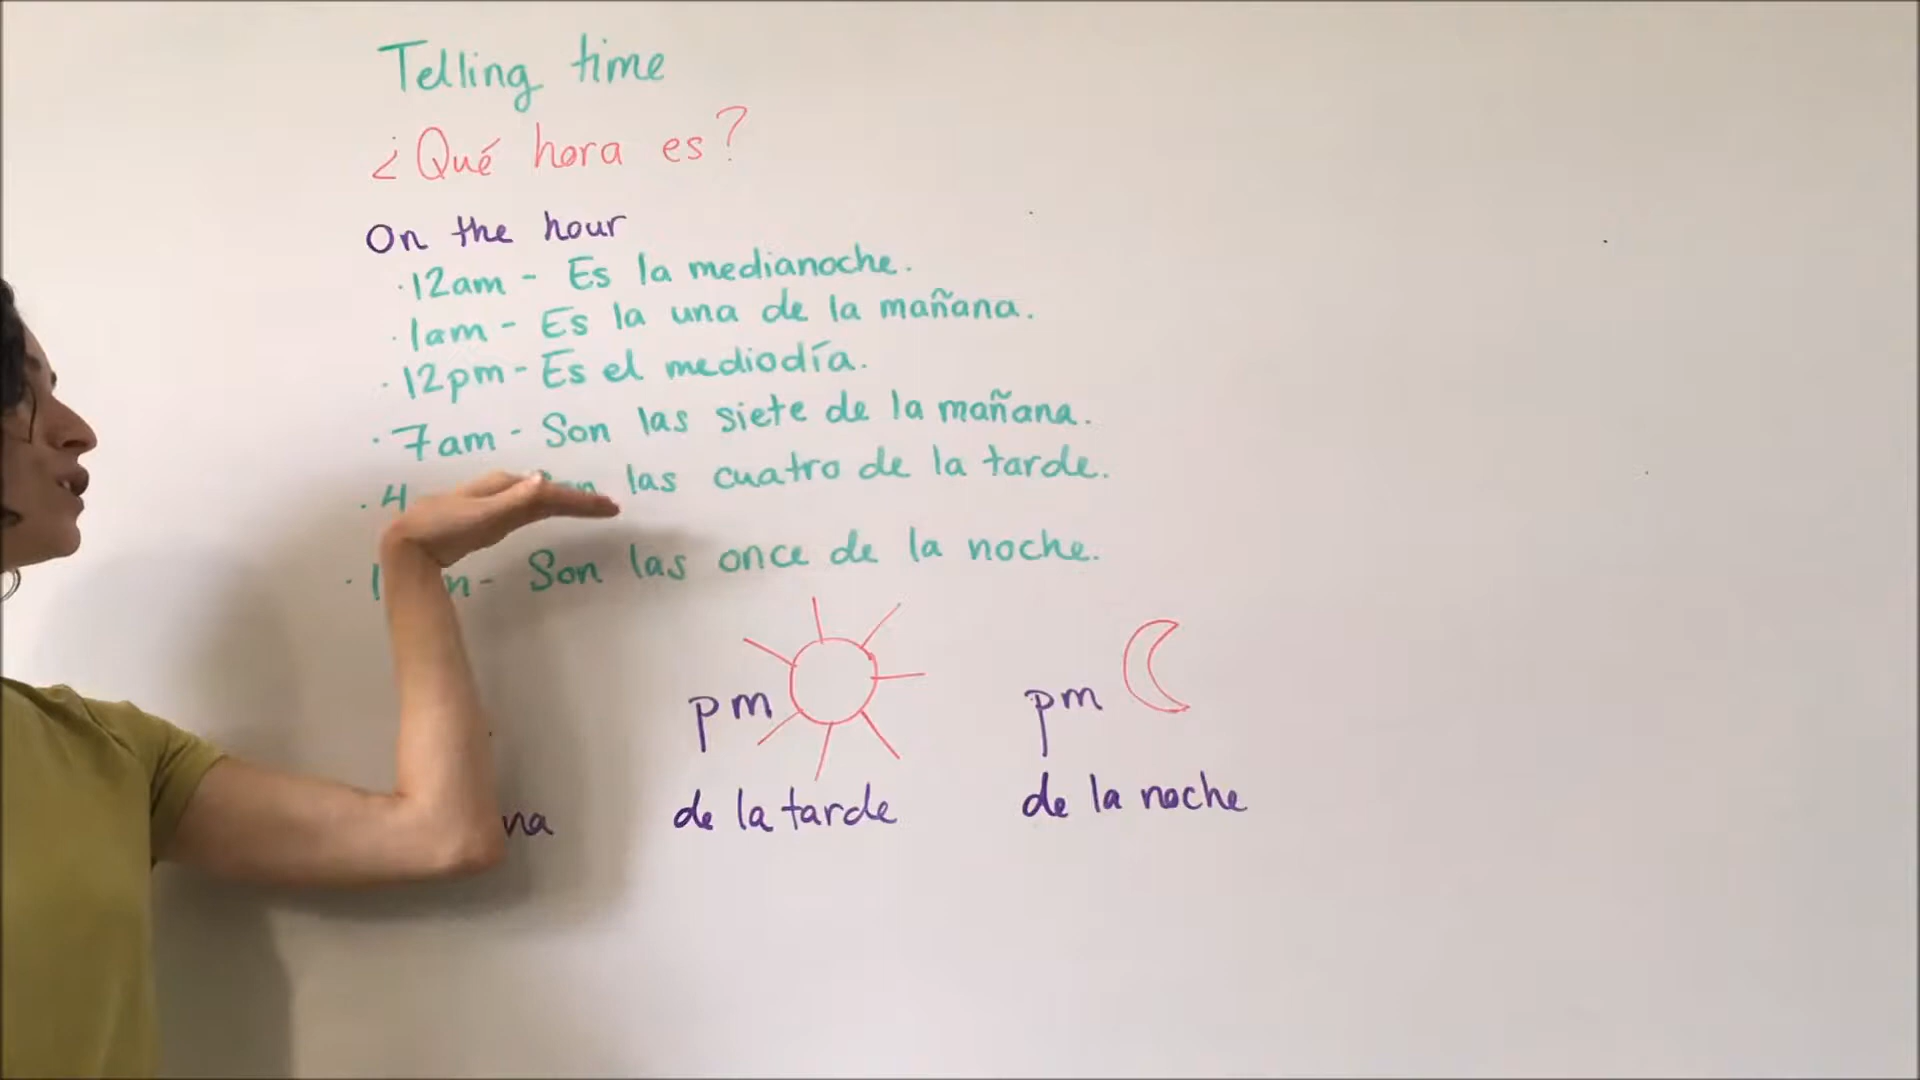 Telling time
¿Qué hora es?
On the hour
·12am - Es la medianoche.
·1am - Es la una de la mañana.
·12pm - Es el mediodía.
·7am - Son las siete de la mañana.
·4 las cuatro de la tarde.
· Son las once de la noche.
pm pm
de la tarde de la noche